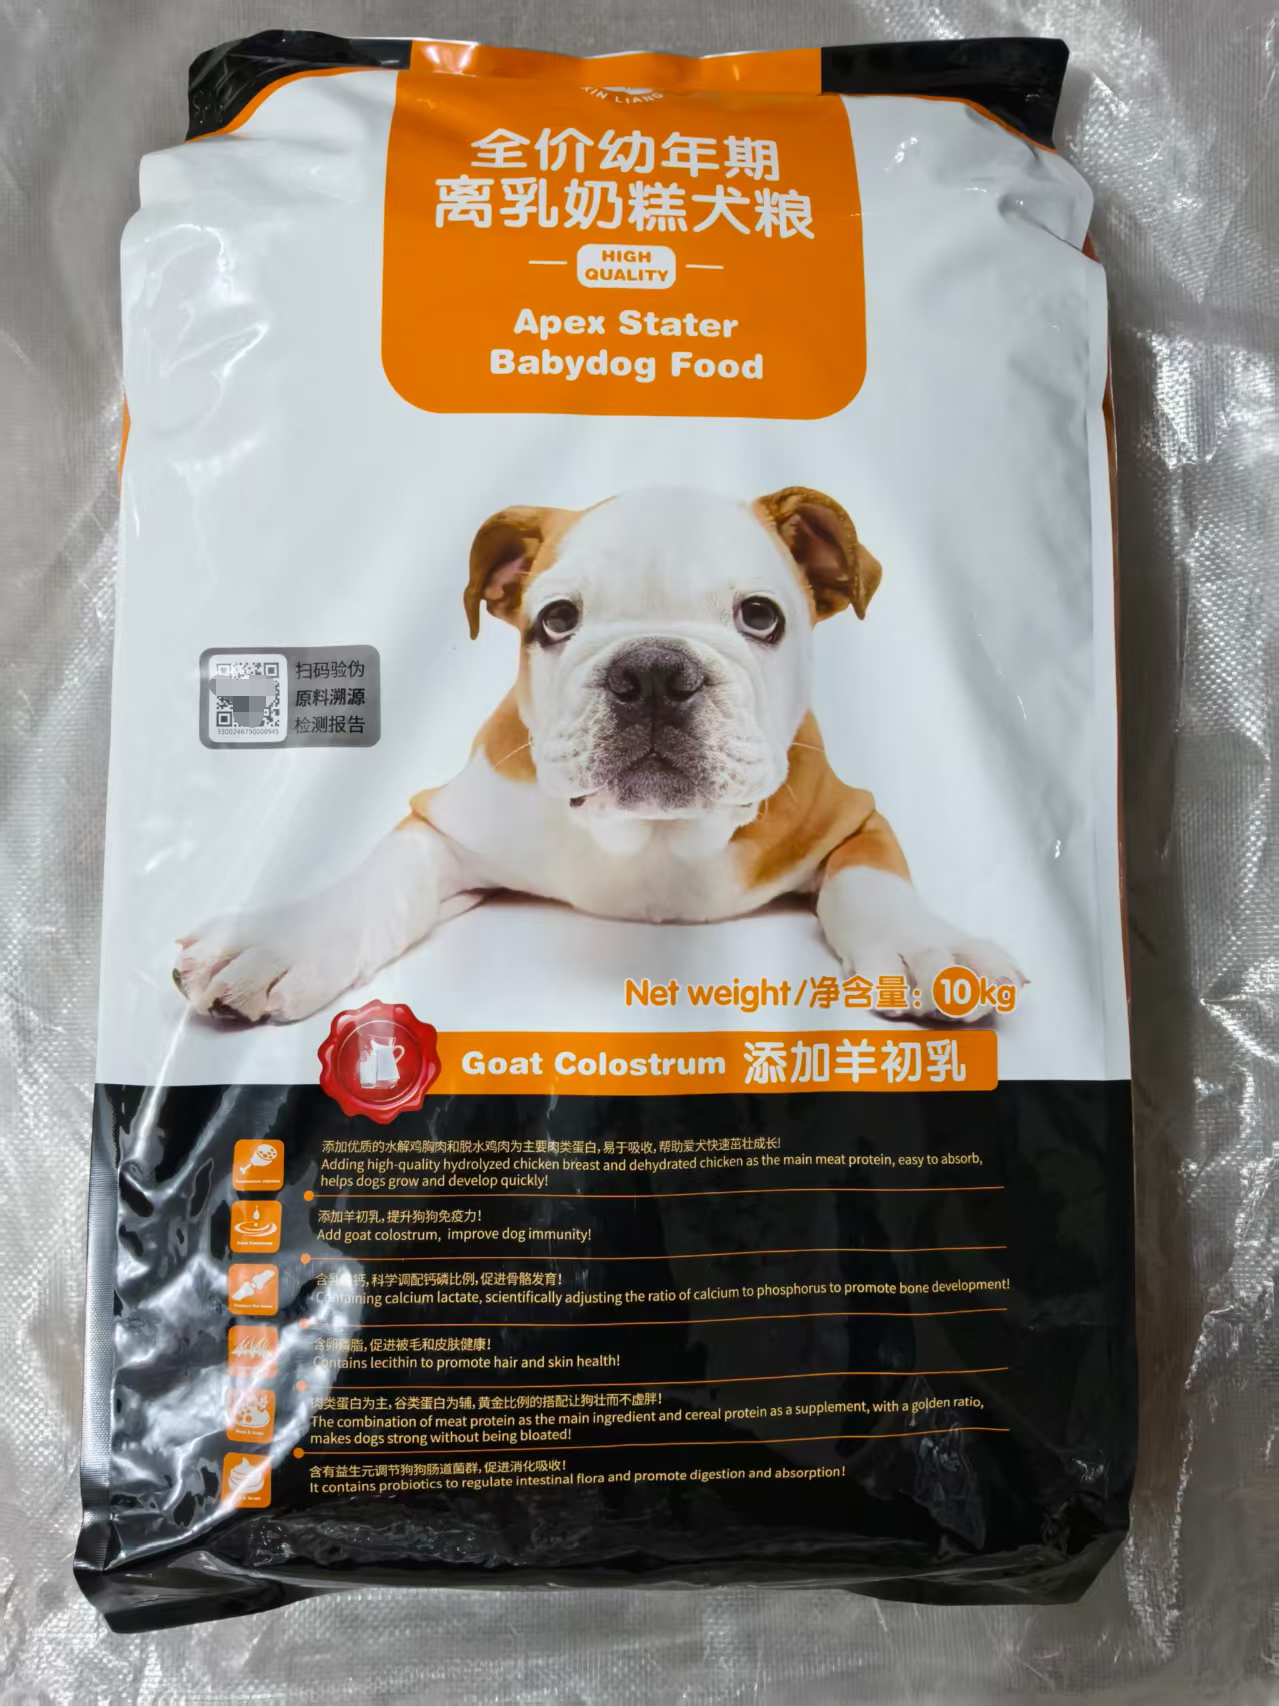 XIN LIANG
全价幼年期
离乳奶糕犬粮
HIGH
QUALITY
Apex Stater
Babydog Food
扫码验伪
原料溯源
检测报告
3300246790008945
Net weight/净含量:10kg
Goat Colostrum 添加羊初乳
添加优质的水解鸡胸肉和脱水鸡肉为主要肉类蛋白,易于吸收,帮助爱犬快速茁壮成长!
Adding high-quality hydrolyzed chicken breast and dehydrated chicken as the main meat protein, easy to absorb,
helps dogs grow and develop quickly!
添加羊初乳,提升狗狗免疫力!
Add goat colostrum, improve dog immunity!
含乳酸钙,科学调配钙磷比例,促进骨骼发育!
Containing calcium lactate, scientifically adjusting the ratio of calcium to phosphorus to promote bone development!
含卵磷脂,促进被毛和皮肤健康!
Contains lecithin to promote hair and skin health!
肉类蛋白为主,谷类蛋白为辅,黄金比例的搭配让狗壮而不虚胖!
The combination of meat protein as the main ingredient and cereal protein as a supplement, with a golden ratio,
makes dogs strong without being bloated!
含有益生元调节狗狗肠道菌群,促进消化吸收!
It contains probiotics to regulate intestinal flora and promote digestion and absorption!